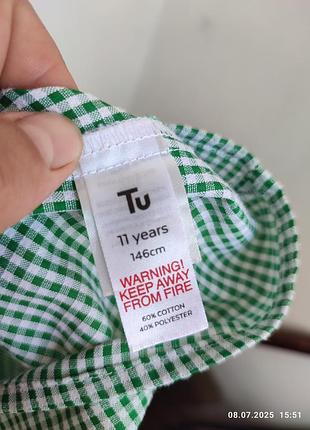 Tu
11 years
146cm
WARNING!
KEEP AWAY
FROM FIRE
60% COTTON
40% POLYESTER
08.07.2025 15:51